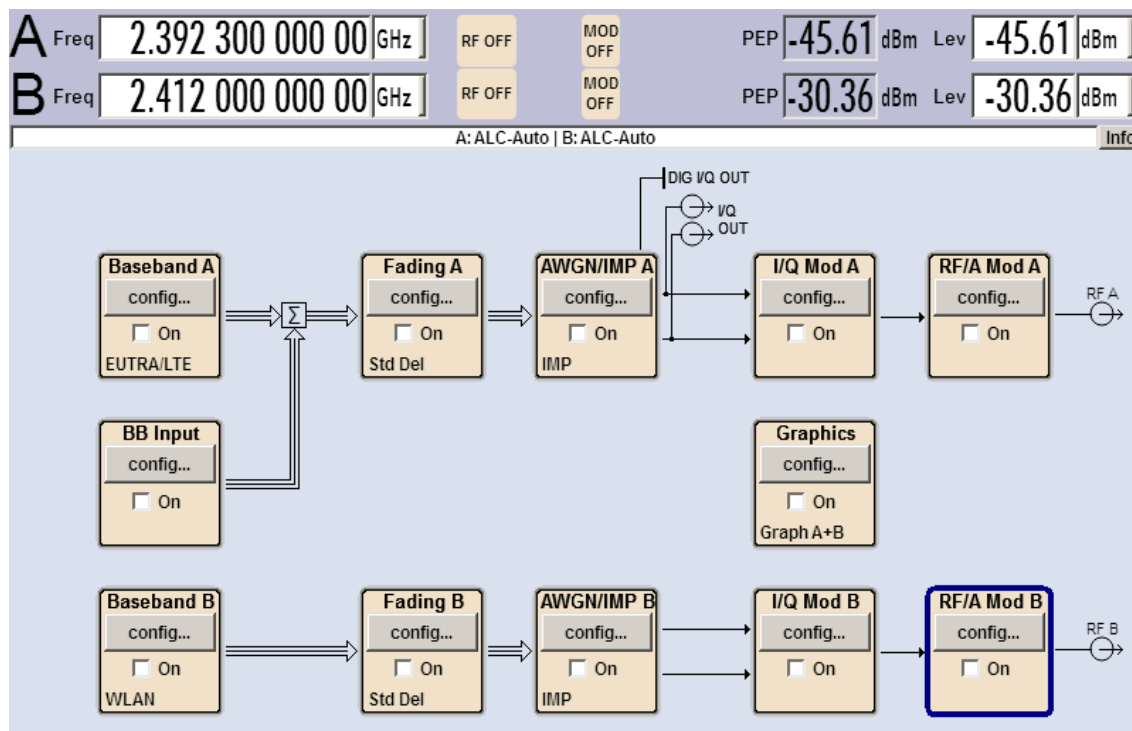 A Freq 2.392 300 000 00 GHz RF OFF MOD OFF PEP -45.61 dBm Lev -45.61 dBm
B Freq 2.412 000 000 00 GHz RF OFF MOD OFF PEP -30.36 dBm Lev -30.36 dBm
A: ALC-Auto | B: ALC-Auto Info
DIG I/Q OUT
I/Q
OUT
Baseband A Fading A AWGN/IMP A I/Q Mod A RF/A Mod A
config... config... config... config... config... RF A
On On On On On
EUTRA/LTE Std Del IMP
Σ
BB Input Graphics
config... config...
On On
Graph A+B
Baseband B Fading B AWGN/IMP B I/Q Mod B RF/A Mod B
config... config... config... config... config... RF B
On On On On On
WLAN Std Del IMP